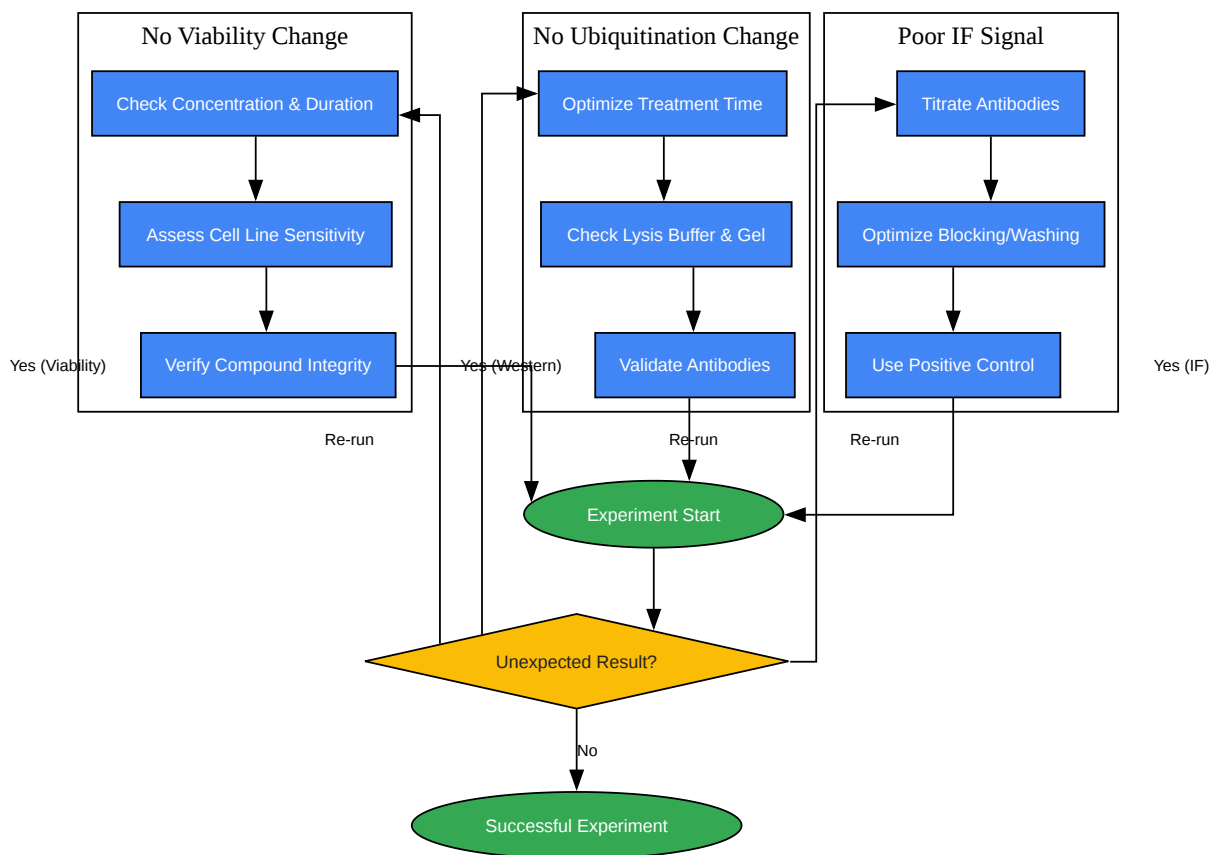 No Viability Change
No Ubiquitination Change
Poor IF Signal
Check Concentration & Duration
Optimize Treatment Time
Titrate Antibodies
Assess Cell Line Sensitivity
Check Lysis Buffer & Gel
Optimize Blocking/Washing
Yes (Viability)
Verify Compound Integrity
Yes (Western)
Validate Antibodies
Use Positive Control
Yes (IF)
Re-run
Re-run
Re-run
Experiment Start
Unexpected Result?
No
Successful Experiment